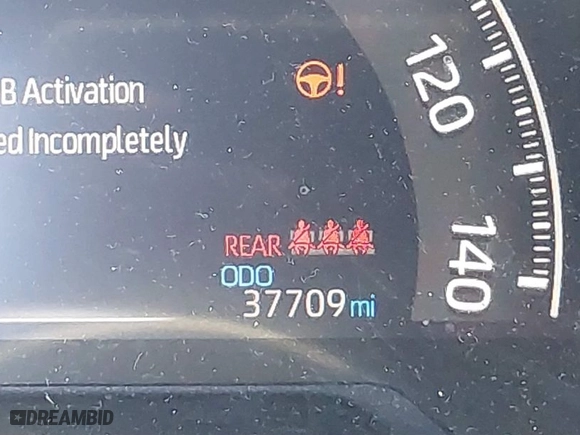 B Activation
ed Incompletely
!
120
140
REAR
ODO
37709 mi
DREAMBID